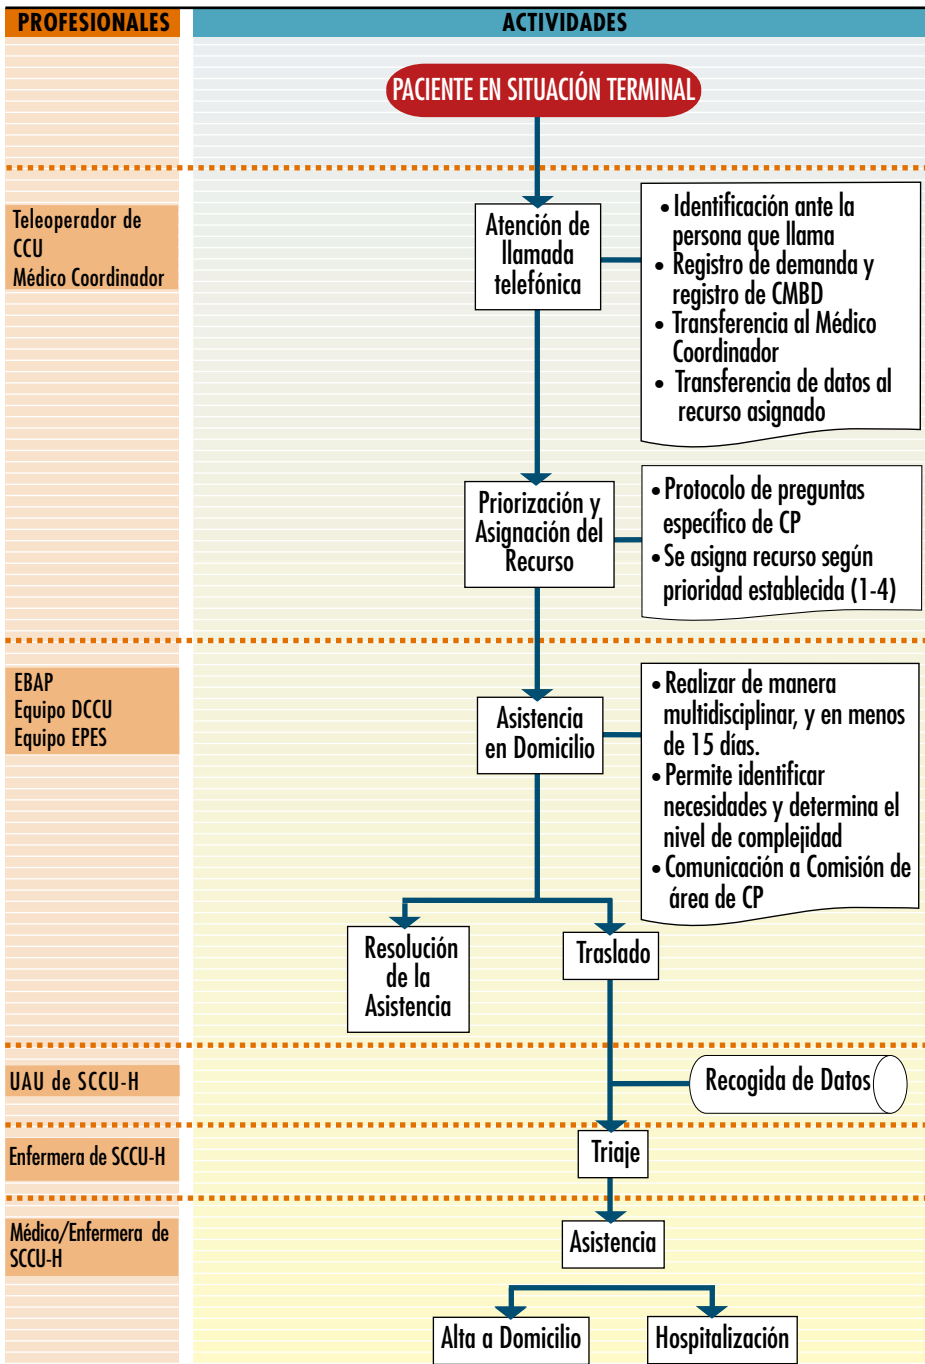 PROFESIONALES
ACTIVIDADES
PACIENTE EN SITUACIÓN TERMINAL
Teleoperador de
CCU
Médico Coordinador
Atención de
llamada
telefónica
• Identificación ante la
persona que llama
• Registro de demanda y
registro de CMBD
• Transferencia al Médico
Coordinador
• Transferencia de datos al
recurso asignado
Priorización y
Asignación del
Recurso
• Protocolo de preguntas
específico de CP
• Se asigna recurso según
prioridad establecida (1-4)
EBAP
Equipo DCCU
Equipo EPES
Asistencia
en Domicilio
• Realizar de manera
multidisciplinar, y en menos
de 15 días.
• Permite identificar
necesidades y determina el
nivel de complejidad
• Comunicación a Comisión de
área de CP
Resolución
de la
Asistencia
Traslado
UAU de SCCU-H
Recogida de Datos
Enfermera de SCCU-H
Triaje
Médico/Enfermera de
SCCU-H
Asistencia
Alta a Domicilio
Hospitalización